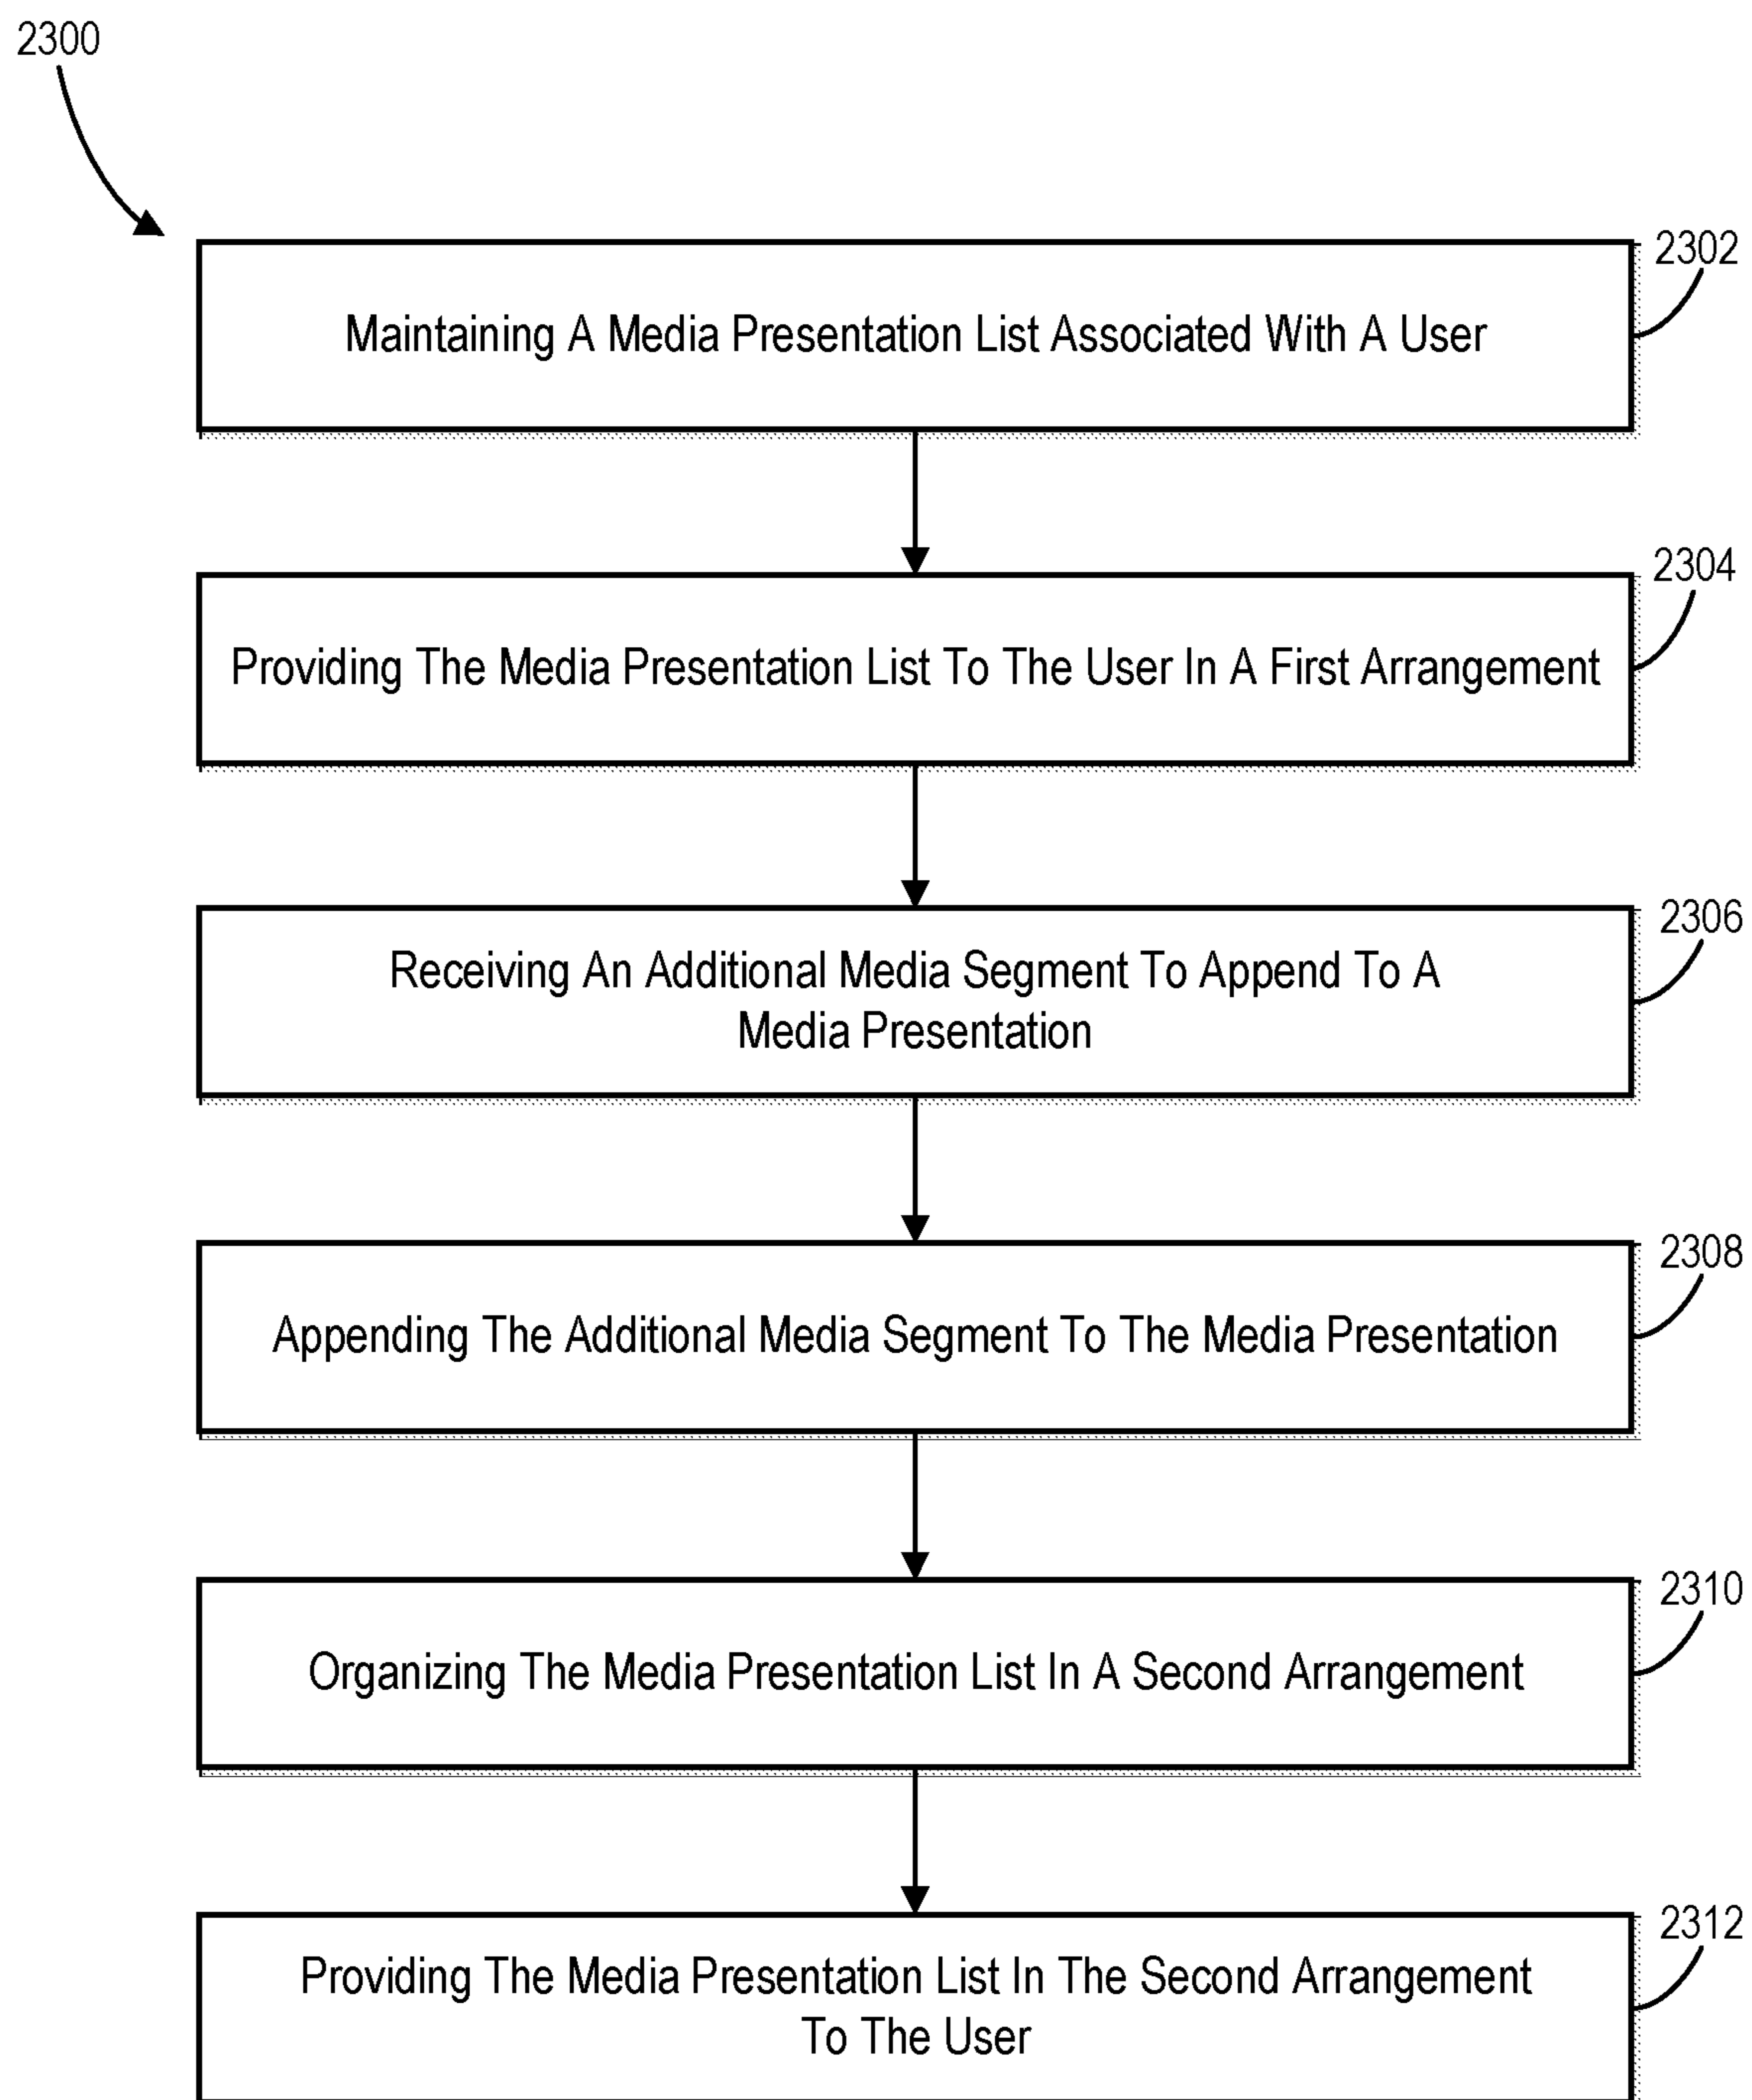 2300
2302
Maintaining A Media Presentation List Associated With A User
2304
Providing The Media Presentation List To The User In A First Arrangement
2306
Receiving An Additional Media Segment To Append To A
Media Presentation
2308
Appending The Additional Media Segment To The Media Presentation
2310
Organizing The Media Presentation List In A Second Arrangement
2312
Providing The Media Presentation List In The Second Arrangement
To The User